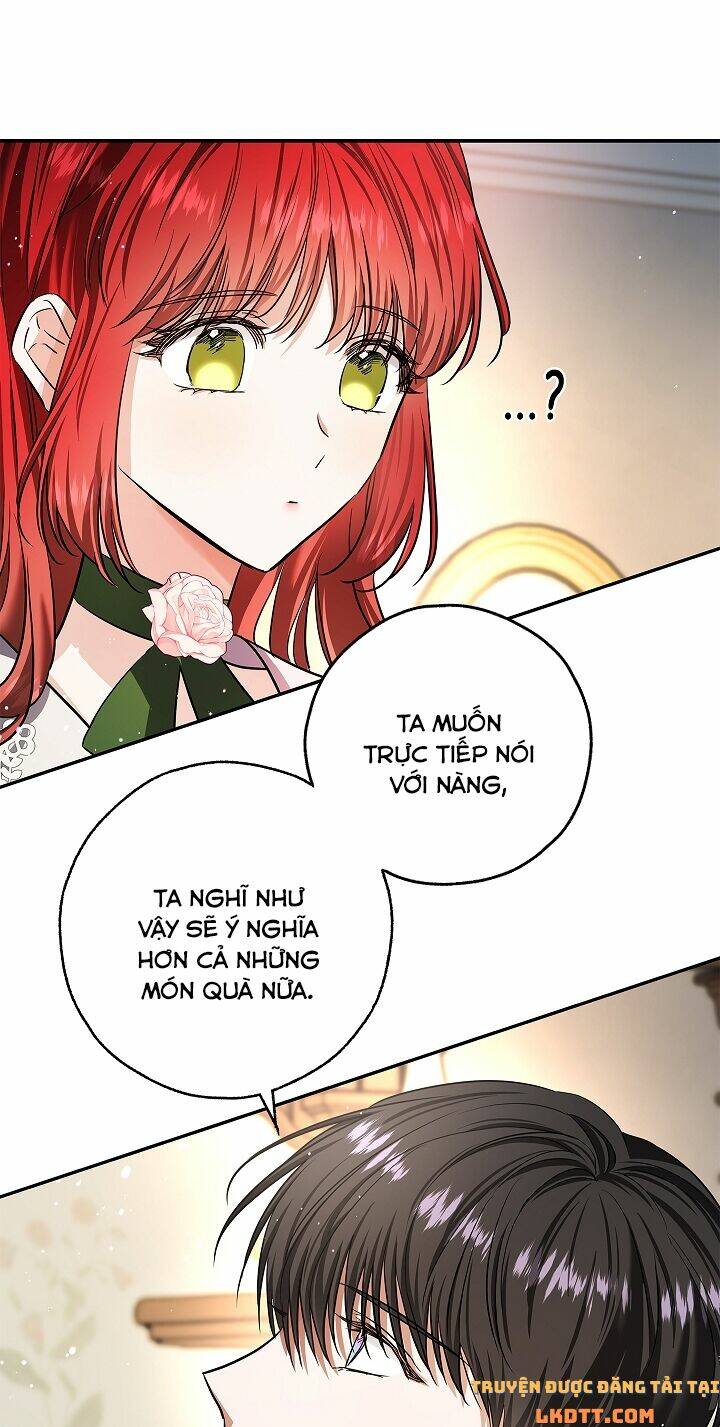 ...?
TA MUỐN
TRỰC TIẾP NÓI
VỚI NÀNG,
TA NGHĨ NHƯ
VẬY SẼ Ý NGHĨA
HƠN CẢ NHỮNG
MÓN QUÀ NỮA.
TRUYỆN ĐƯỢC ĐĂNG TẢI TẠI
LKDTT.COM